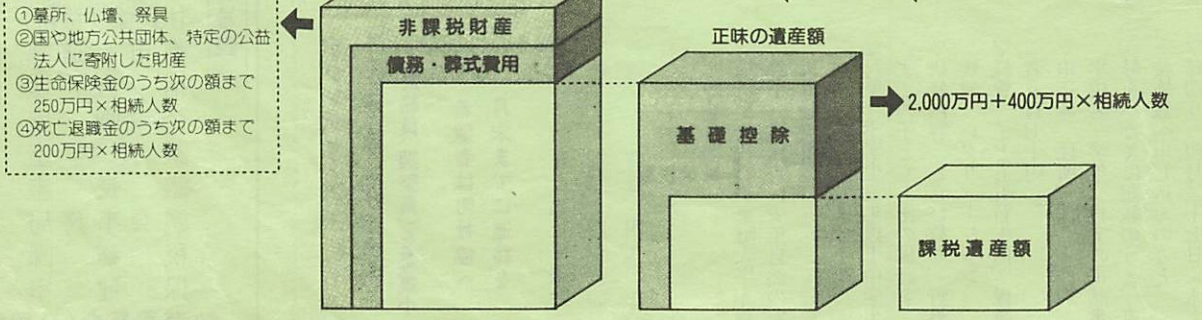 ①墓所、仏壇、祭具
②国や地方公共団体、特定の公益
法人に寄附した財産
③生命保険金のうち次の額まで
250万円×相続人数
④死亡退職金のうち次の額まで
200万円×相続人数
非課税財産
債務・葬式費用
正味の遺産額
基礎控除
2,000万円+400万円×相続人数
課税遺産額